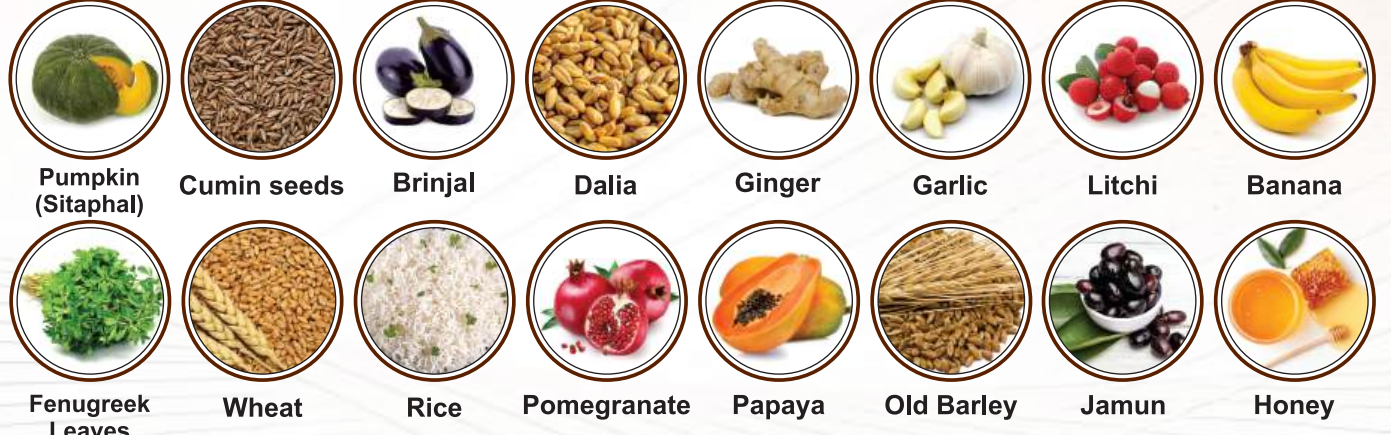 Pumpkin
(Sitaphal)
Cumin seeds
Brinjal
Dalia
Ginger
Garlic
Litchi
Banana
Fenugreek
Leaves
Wheat
Rice
Pomegranate
Papaya
Old Barley
Jamun
Honey